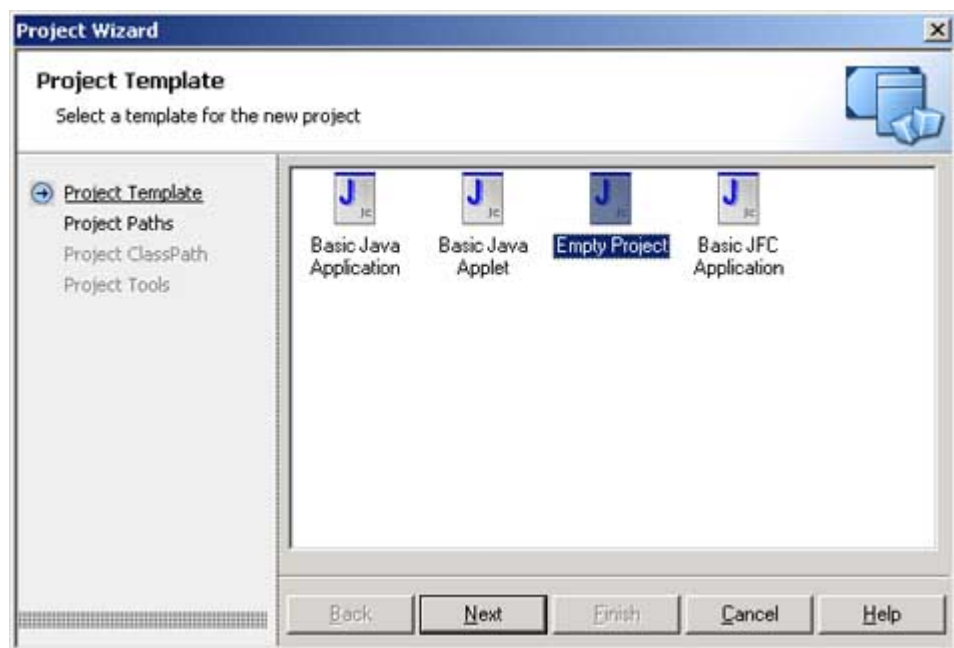 Project Wizard
Project Template
Select a template for the new project
Project Template
Project Paths
Project ClassPath
Project Tools
Basic Java
Application
Basic Java
Applet
Empty Project
Basic JFC
Application
Back
Next
Finish
Cancel
Help